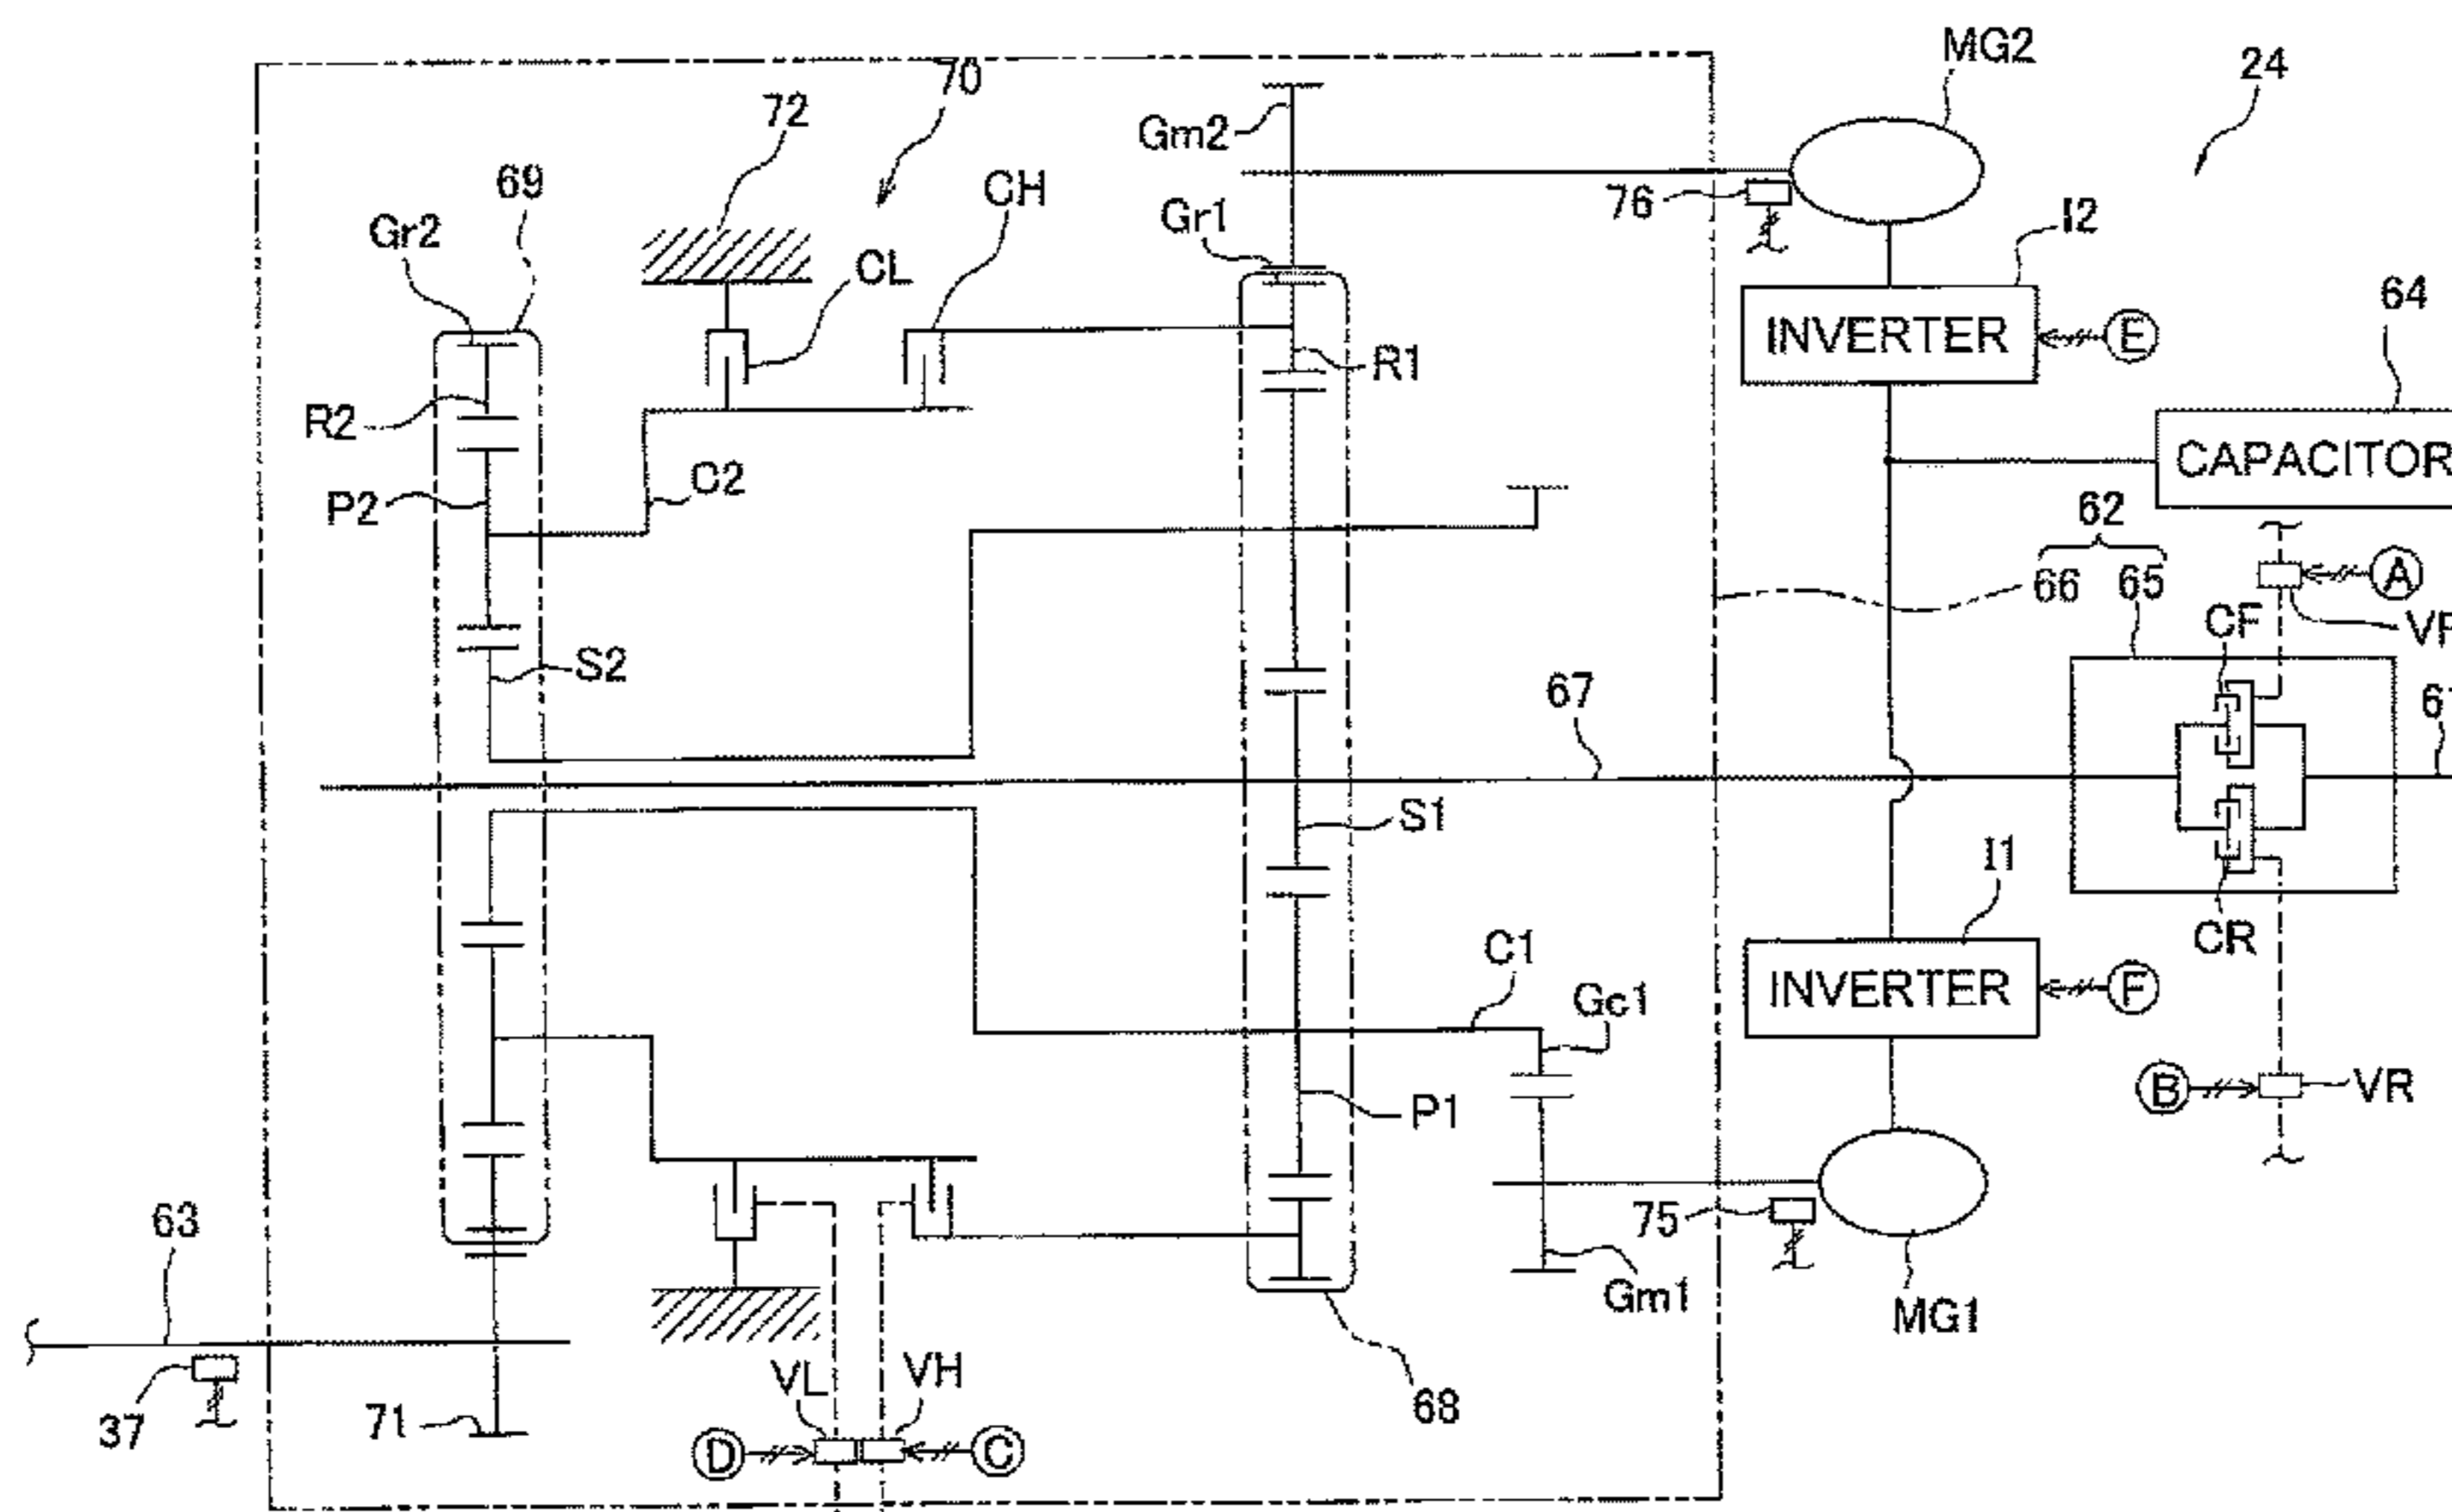 MG2
24
70
72
Gm2
69
CH
76
Gr1
I2
Gr2
CL
64
INVERTER
E
R1
R2
CAPACITOR
C2
P2
62
66 65
A
CF
S2
67
S1
I1
CR
C1
INVERTER
F
Gc1
B
VR
P1
63
75
Gm1
MG1
VL
VH
37
71
68
D
C